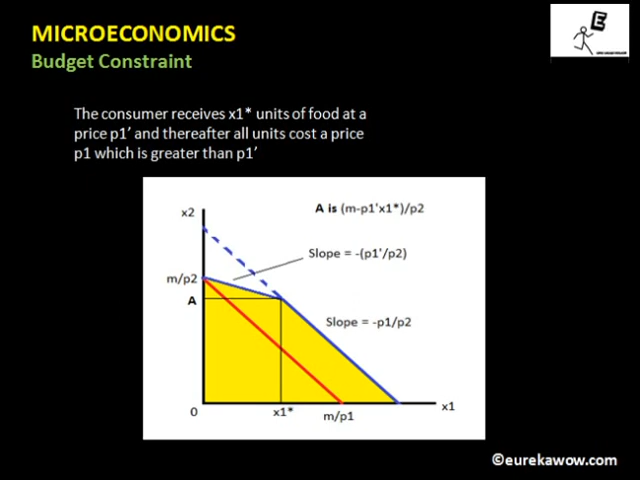 MICROECONOMICS
Budget Constraint
E
The consumer receives x1* units of food at a
price p1’ and thereafter all units cost a price
p1 which is greater than p1’
x2
A is (m-p1'x1*)/p2
Slope = -(p1'/p2)
m/p2
A
Slope = -p1/p2
0
x1*
m/p1
x1
©eurekawow.com